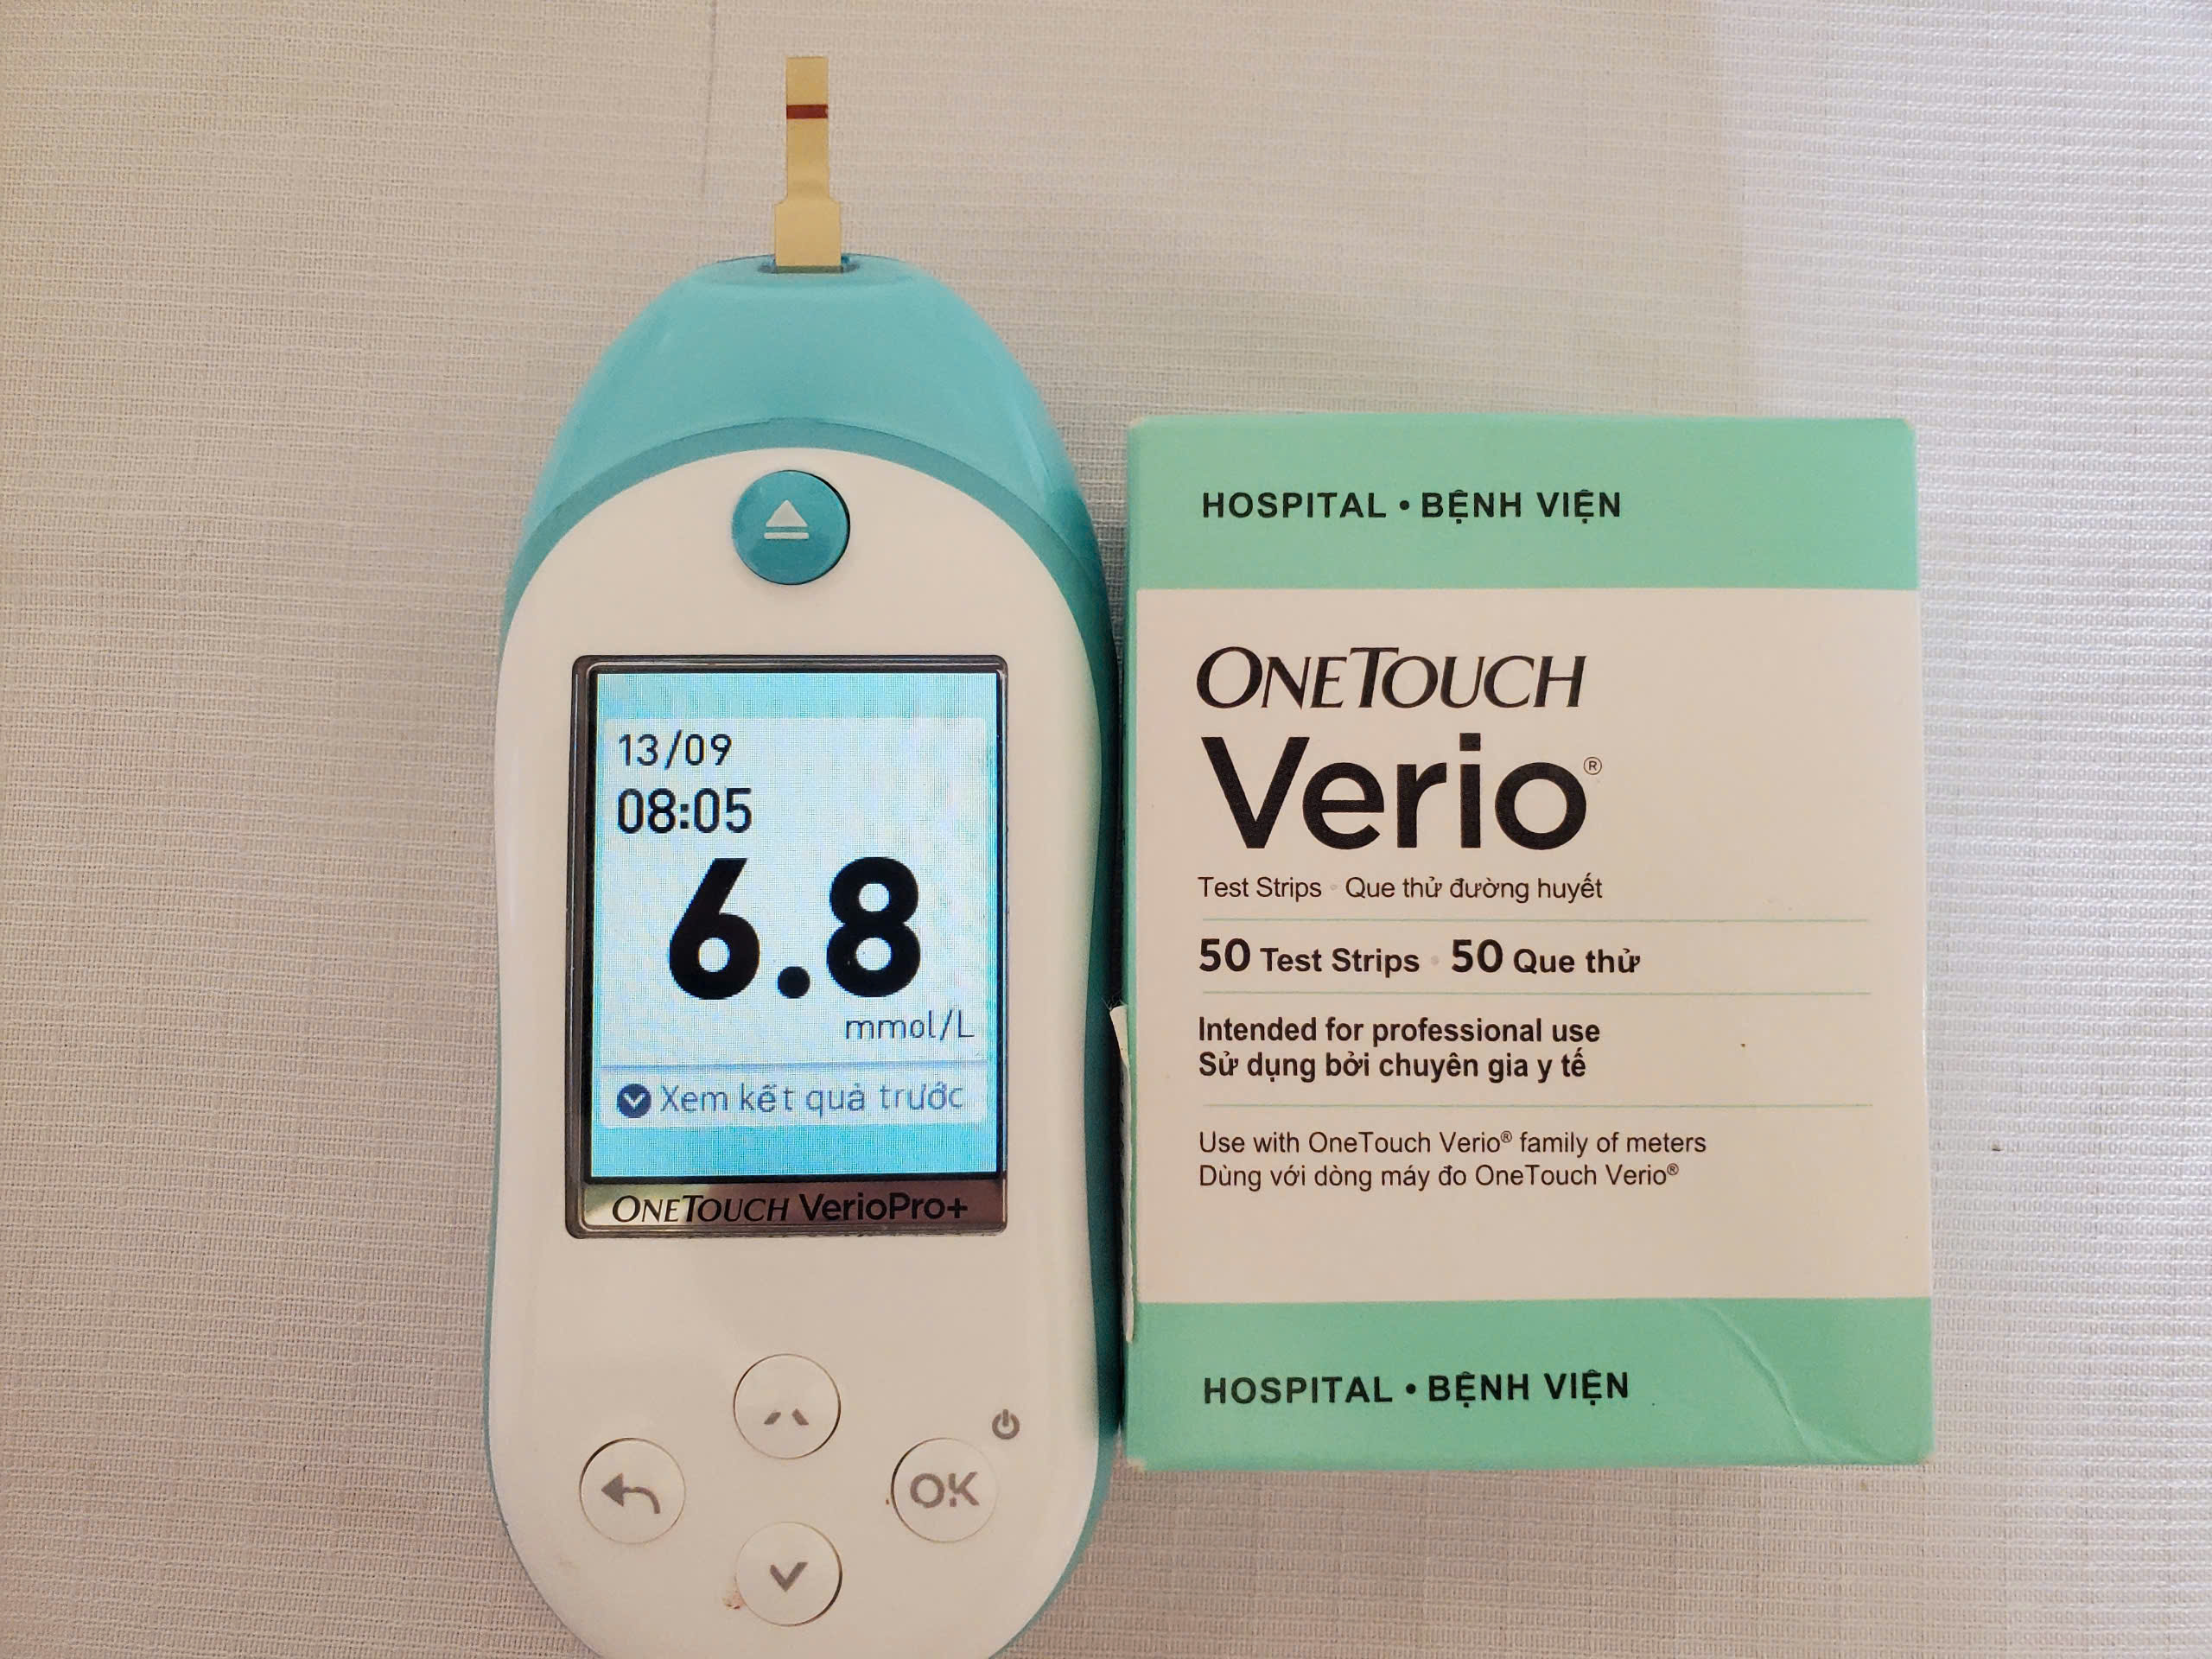 13/09
08:05
6.8
mmol/L
Xem kết quả trước
ONETOUCH VerioPro+
OK
HOSPITAL • BỆNH VIỆN
ONETOUCH
Verio®
Test Strips • Que thử đường huyết
50 Test Strips • 50 Que thử
Intended for professional use
Sử dụng bởi chuyên gia y tế
Use with OneTouch Verio® family of meters
Dùng với dòng máy đo OneTouch Verio®
HOSPITAL • BỆNH VIỆN